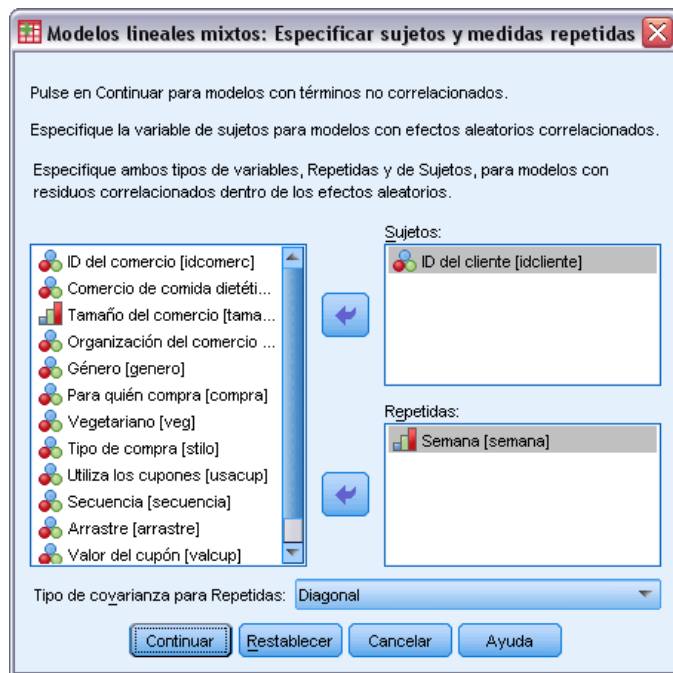 Modelos lineales mixtos: Especificar sujetos y medidas repetidas
Pulse en Continuar para modelos con términos no correlacionados.
Especifique la variable de sujetos para modelos con efectos aleatorios correlacionados.
Especifique ambos tipos de variables, Repetidas y de Sujetos, para modelos con
residuos correlacionados dentro de los efectos aleatorios.
ID del comercio [idcomerc]
Comercio de comida dietéti...
Tamaño del comercio [tama...
Organización del comercio ...
Género [genero]
Para quién compra [compra]
Vegetariano [veg]
Tipo de compra [stilo]
Utiliza los cupones [usacup]
Secuencia [secuencia]
Arrastre [arrastre]
Valor del cupón [valcup]
Sujetos:
ID del cliente [idcliente]
Repetidas:
Semana [semana]
Tipo de covarianza para Repetidas: Diagonal
Continuar Restablecer Cancelar Ayuda